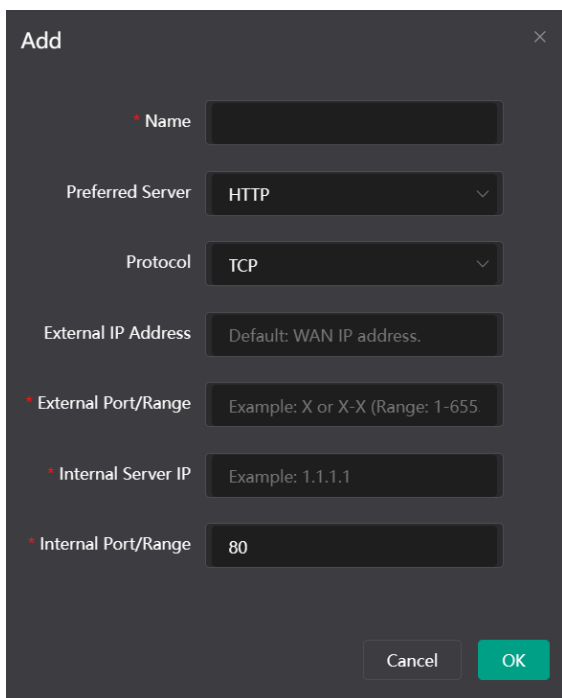 Add
* Name
Preferred Server HTTP
Protocol TCP
External IP Address Default: WAN IP address.
* External Port/Range Example: X or X-X (Range: 1-655
* Internal Server IP Example: 1.1.1.1
* Internal Port/Range 80
Cancel OK